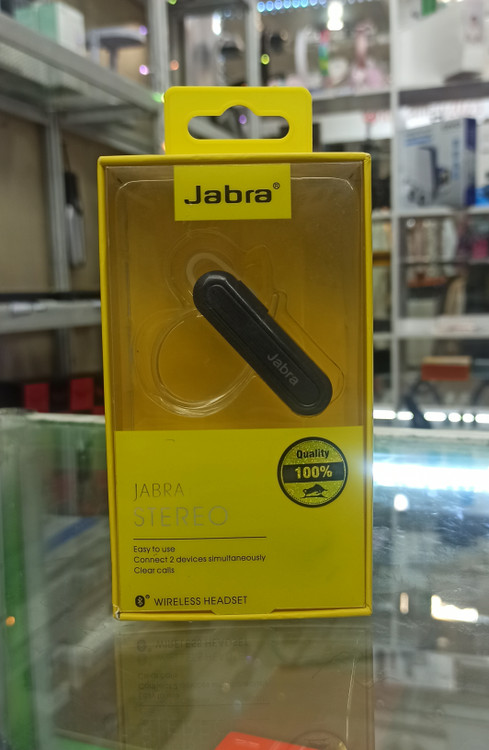 Jabra®
Jabra
Quality
100%
JABRA
STEREO
Easy to use
Connect 2 devices simultaneously
Clear calls
WIRELESS HEADSET